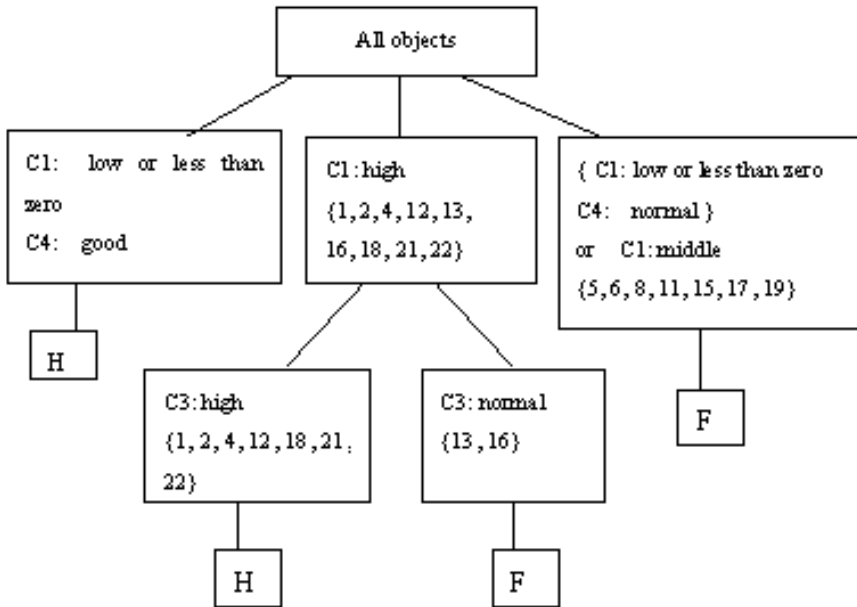 All objects
C1: low or less than
zero
C4: good
C1: high
{1, 2, 4, 12, 13,
16, 18, 21, 22}
{ C1: low or less than zero
C4: normal }
or C1: middle
{5, 6, 8, 11, 15, 17, 19}
H
C3: high
{1, 2, 4, 12, 18, 21,
22}
C3: normal
{13, 16}
F
H
F